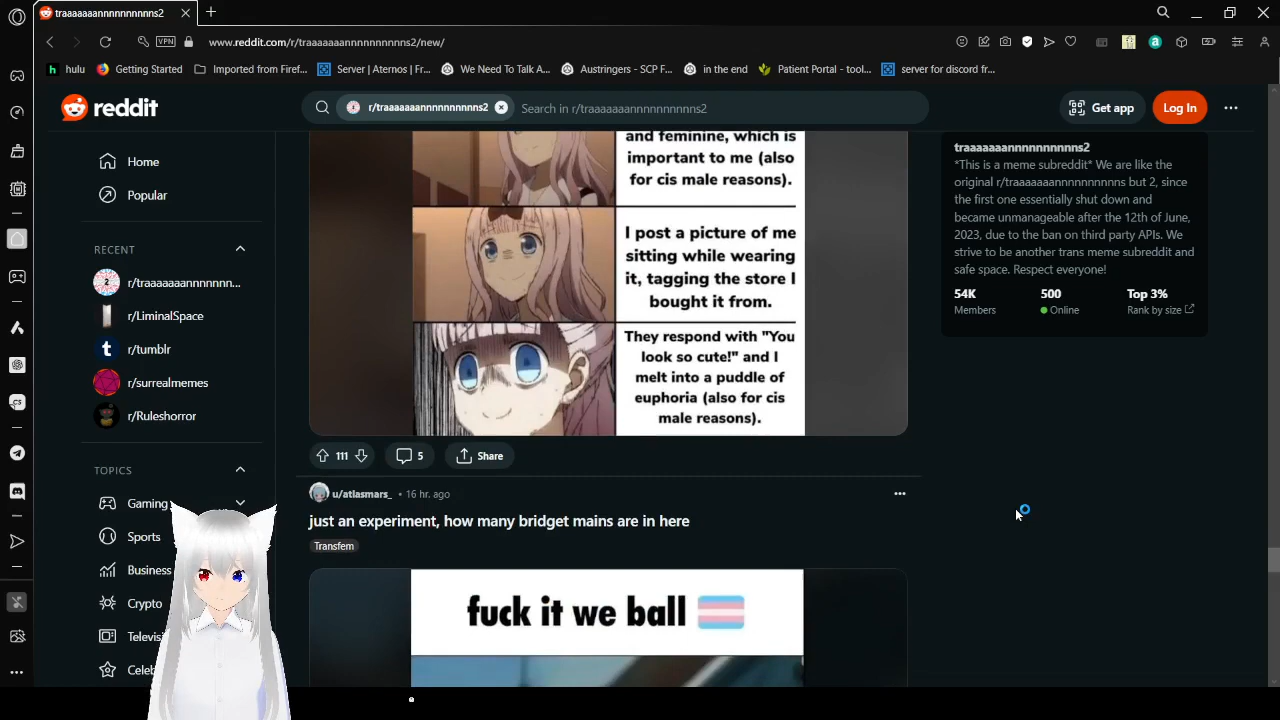 traaaaaaannnnnnnnnns2
www.reddit.com/r/traaaaaaannnnnnnnnns2/new/
VPN
hulu
Getting Started
Imported from Firef...
Server | Aternos | Fr...
We Need To Talk A...
Austringers - SCP F...
in the end
Patient Portal - tool...
server for discord fr...
reddit
r/traaaaaaannnnnnnnnns2
Search in r/traaaaaaannnnnnnnnns2
Get app
Log In
Home
Popular
RECENT
r/traaaaaaannnnnn...
r/LiminalSpace
r/tumblr
r/surrealmemes
r/Ruleshorror
TOPICS
Gaming
Sports
Business
Crypto
Televisi
Celeb
and feminine, which is
important to me (also
for cis male reasons).
I post a picture of me
sitting while wearing
it, tagging the store I
bought it from.
They respond with "You
look so cute!" and I
melt into a puddle of
euphoria (also for cis
male reasons).
111
5
Share
u/atlasmars_ • 16 hr. ago
just an experiment, how many bridget mains are in here
Transfem
fuck it we ball
traaaaaaannnnnnnnnns2
*This is a meme subreddit* We are like the
original r/traaaaaaannnnnnnnnns but 2, since
the first one essentially shut down and
became unmanageable after the 12th of June,
2023, due to the ban on third party APIs. We
strive to be another trans meme subreddit and
safe space. Respect everyone!
54K
Members
500
Online
Top 3%
Rank by size